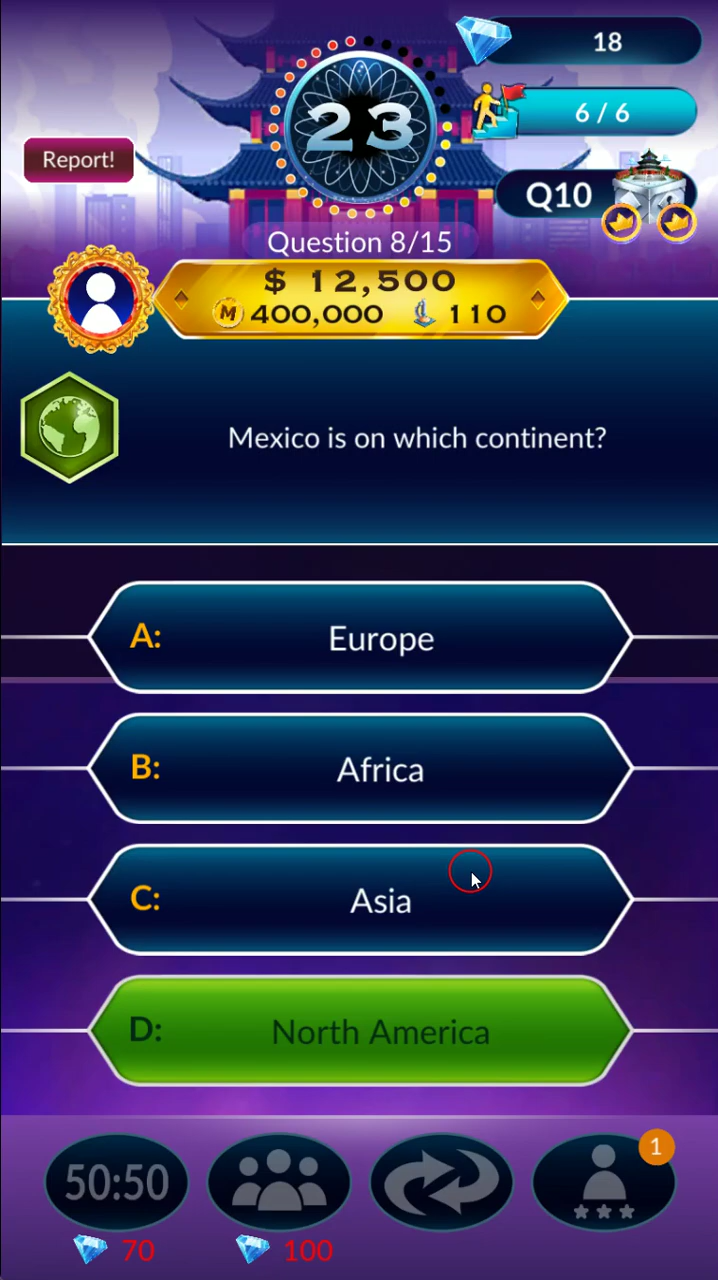 18
23
6 / 6
Report!
Q10
Question 8/15
$ 12,500
M 400,000 110
Mexico is on which continent?
A: Europe
B: Africa
C: Asia
D: North America
1
50:50
70 100